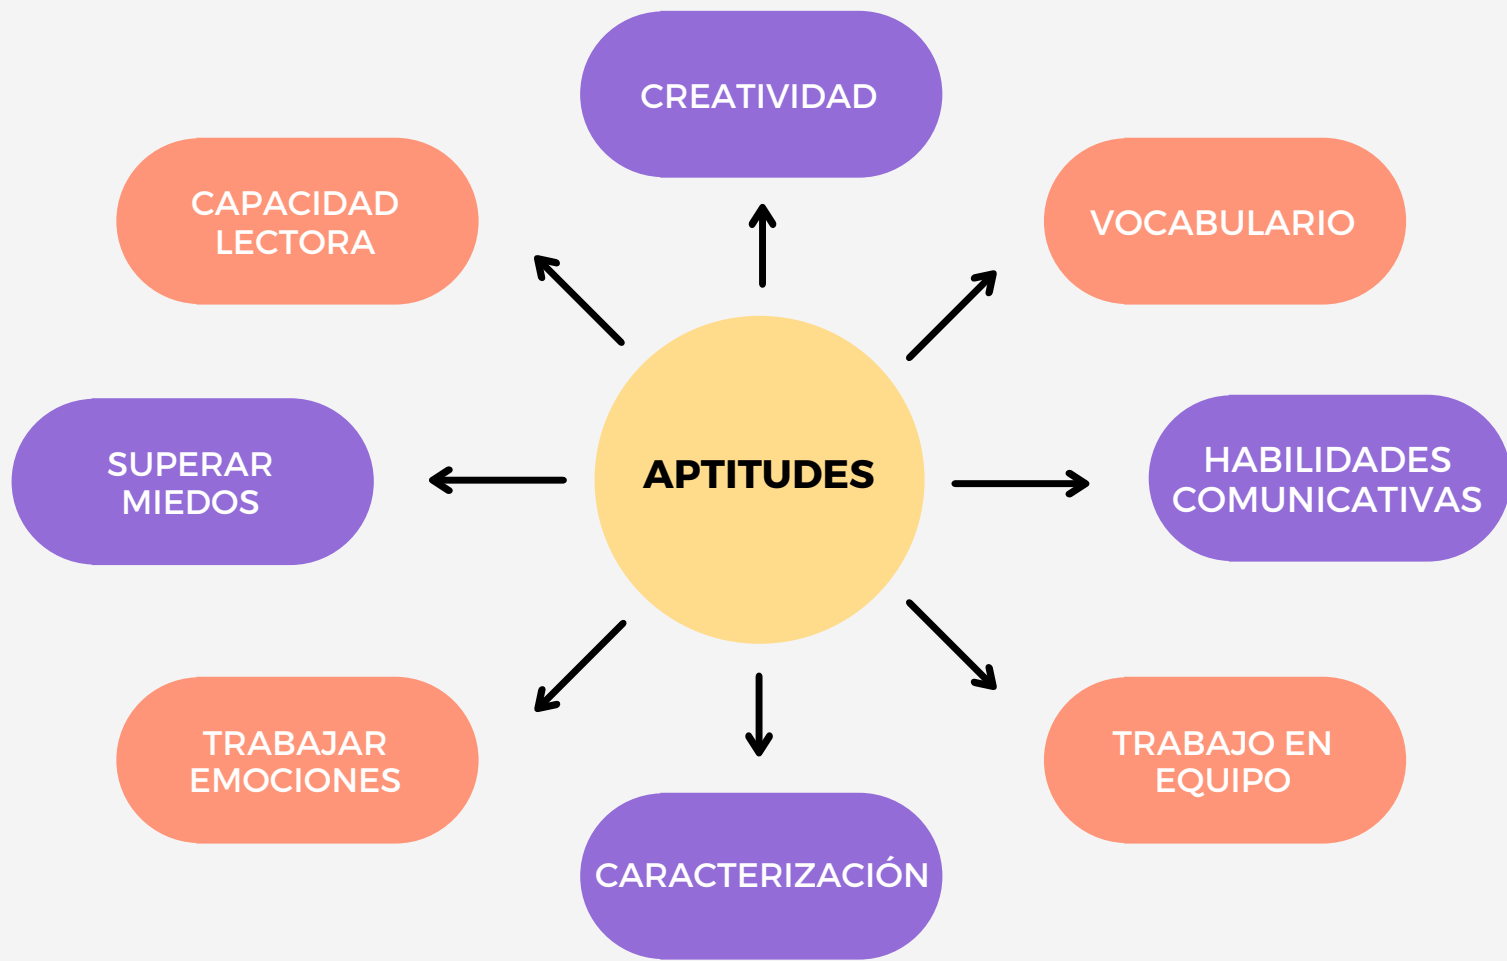 CREATIVIDAD
CAPACIDAD
LECTORA
VOCABULARIO
SUPERAR
MIEDOS
APTITUDES
HABILIDADES
COMUNICATIVAS
TRABAJAR
EMOCIONES
TRABAJO EN
EQUIPO
CARACTERIZACIÓN